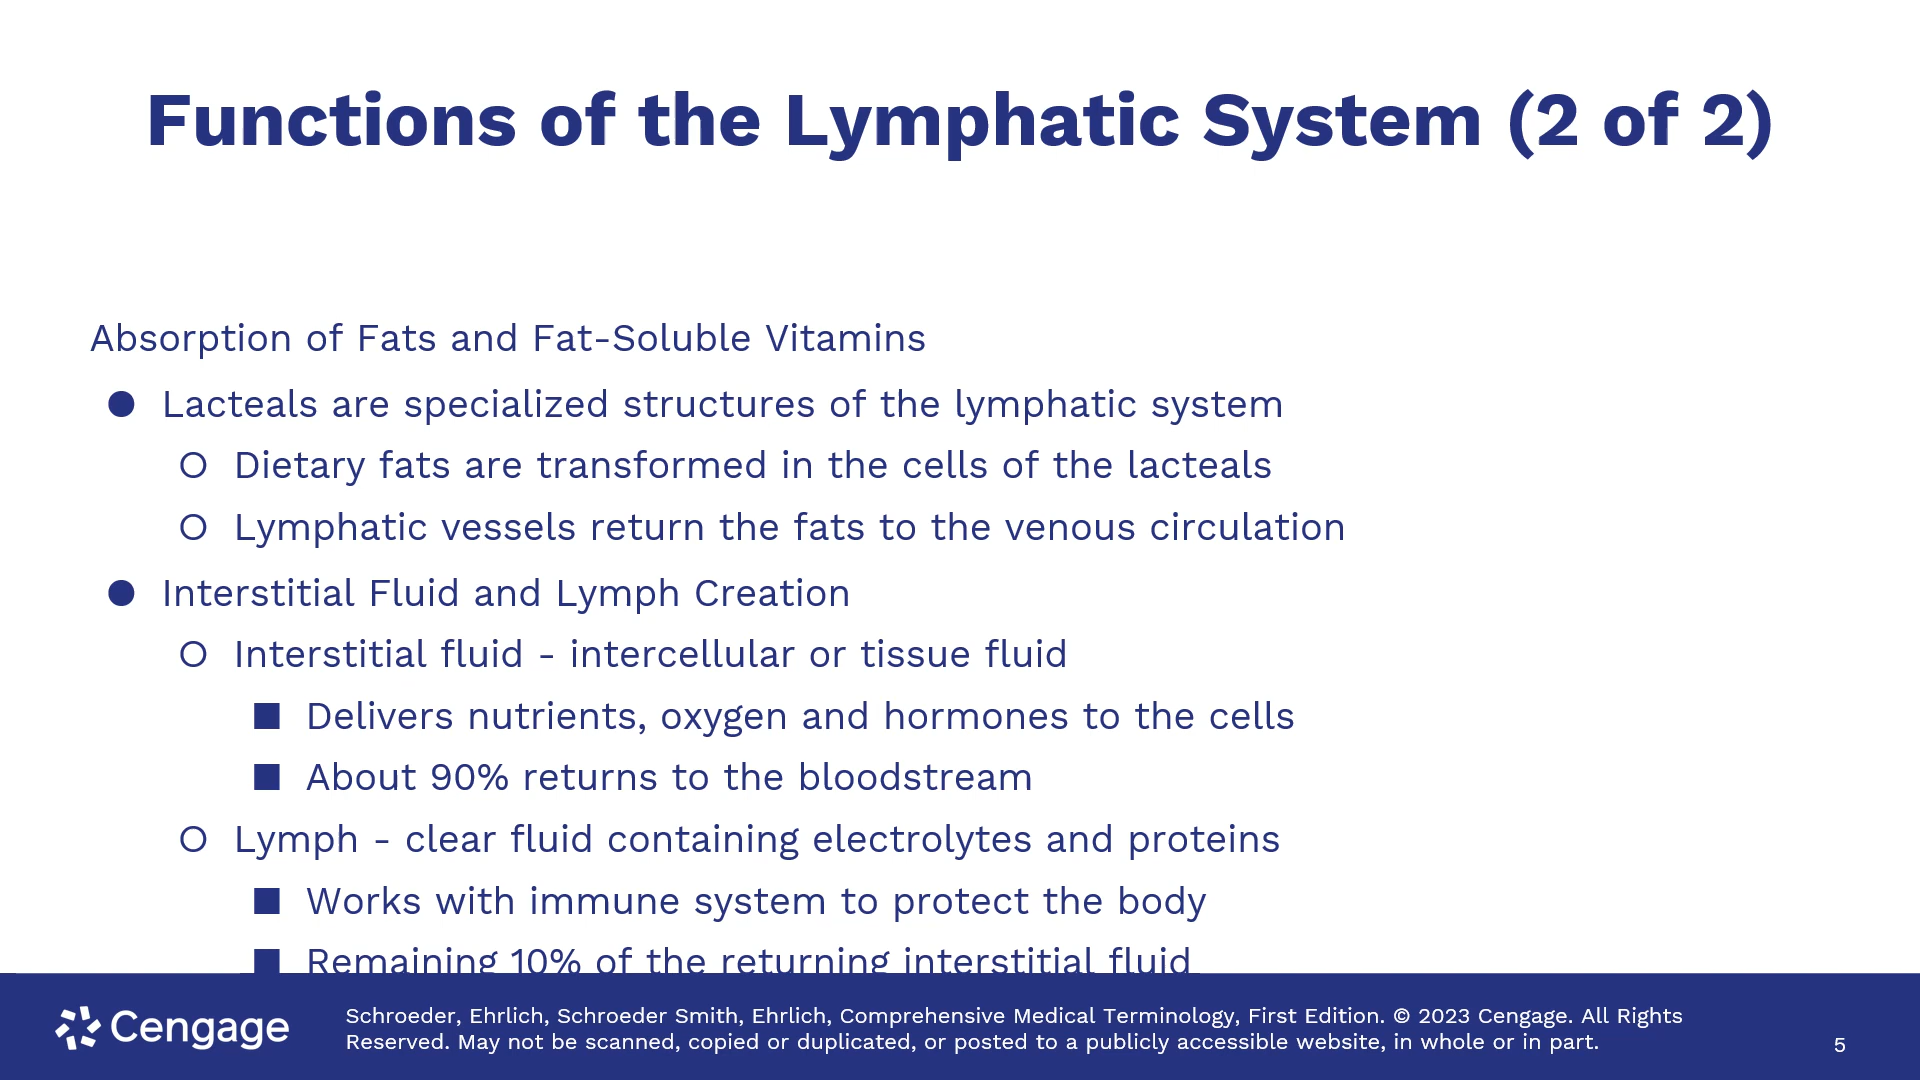 Functions of the Lymphatic System (2 of 2)
Absorption of Fats and Fat-Soluble Vitamins
● Lacteals are specialized structures of the lymphatic system
○ Dietary fats are transformed in the cells of the lacteals
○ Lymphatic vessels return the fats to the venous circulation
● Interstitial Fluid and Lymph Creation
○ Interstitial fluid - intercellular or tissue fluid
■ Delivers nutrients, oxygen and hormones to the cells
■ About 90% returns to the bloodstream
○ Lymph - clear fluid containing electrolytes and proteins
■ Works with immune system to protect the body
■ Remaining 10% of the returning interstitial fluid
Cengage
Schroeder, Ehrlich, Schroeder Smith, Ehrlich, Comprehensive Medical Terminology, First Edition. © 2023 Cengage. All Rights
Reserved. May not be scanned, copied or duplicated, or posted to a publicly accessible website, in whole or in part.
5